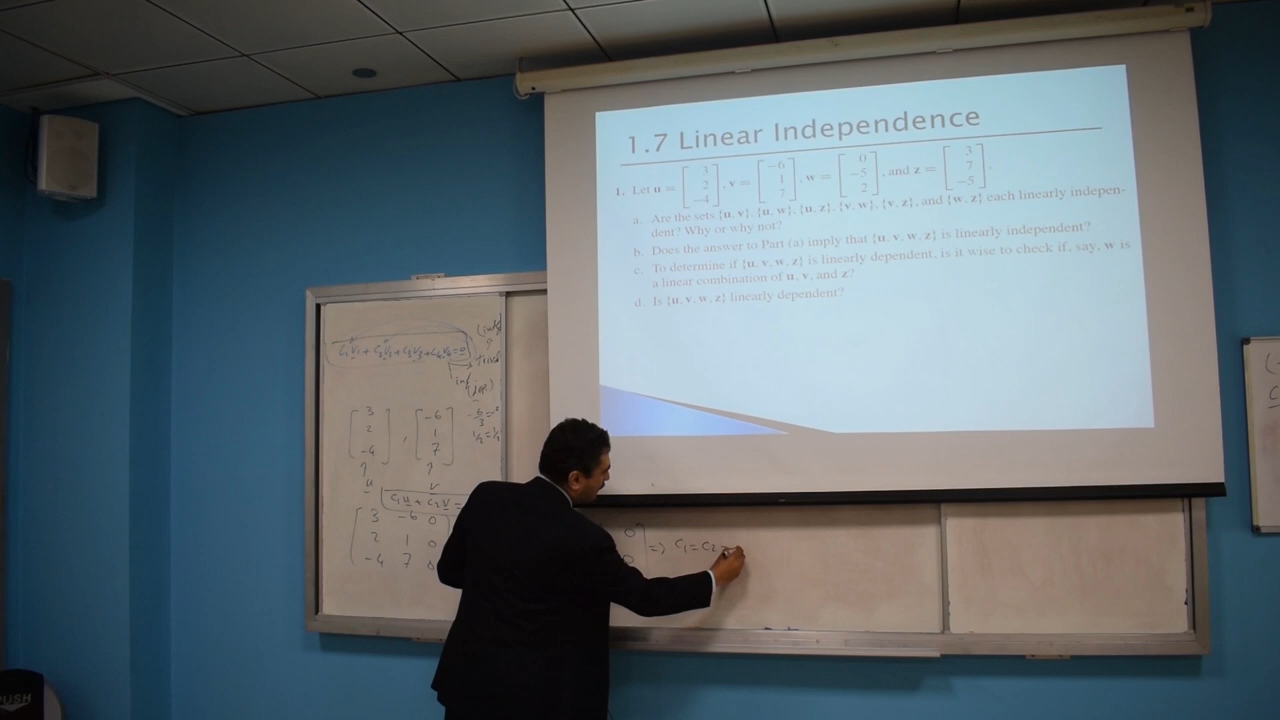 1.7 Linear Independence
1. Let u = [3 2 −4], v = [−6 1 7], w = [0 −5 2], and z = [3 7 −5].
a. Are the sets {u, v}, {u, w}, {u, z}, {v, w}, {v, z}, and {w, z} each linearly indepen-
dent? Why or why not?
b. Does the answer to Part (a) imply that {u, v, w, z} is linearly independent?
c. To determine if {u, v, w, z} is linearly dependent, is it wise to check if, say, w is
a linear combination of u, v, and z?
d. Is {u, v, w, z} linearly dependent?
C1V1 + C2V2 + C3V3 + C4V4 = 0
3 -6
2 , 1
-4 7
u v
C1u + C2v =
3 -6 0
2 1 0
-4 7 0
0
0 => C1 = C2 =
PUSH